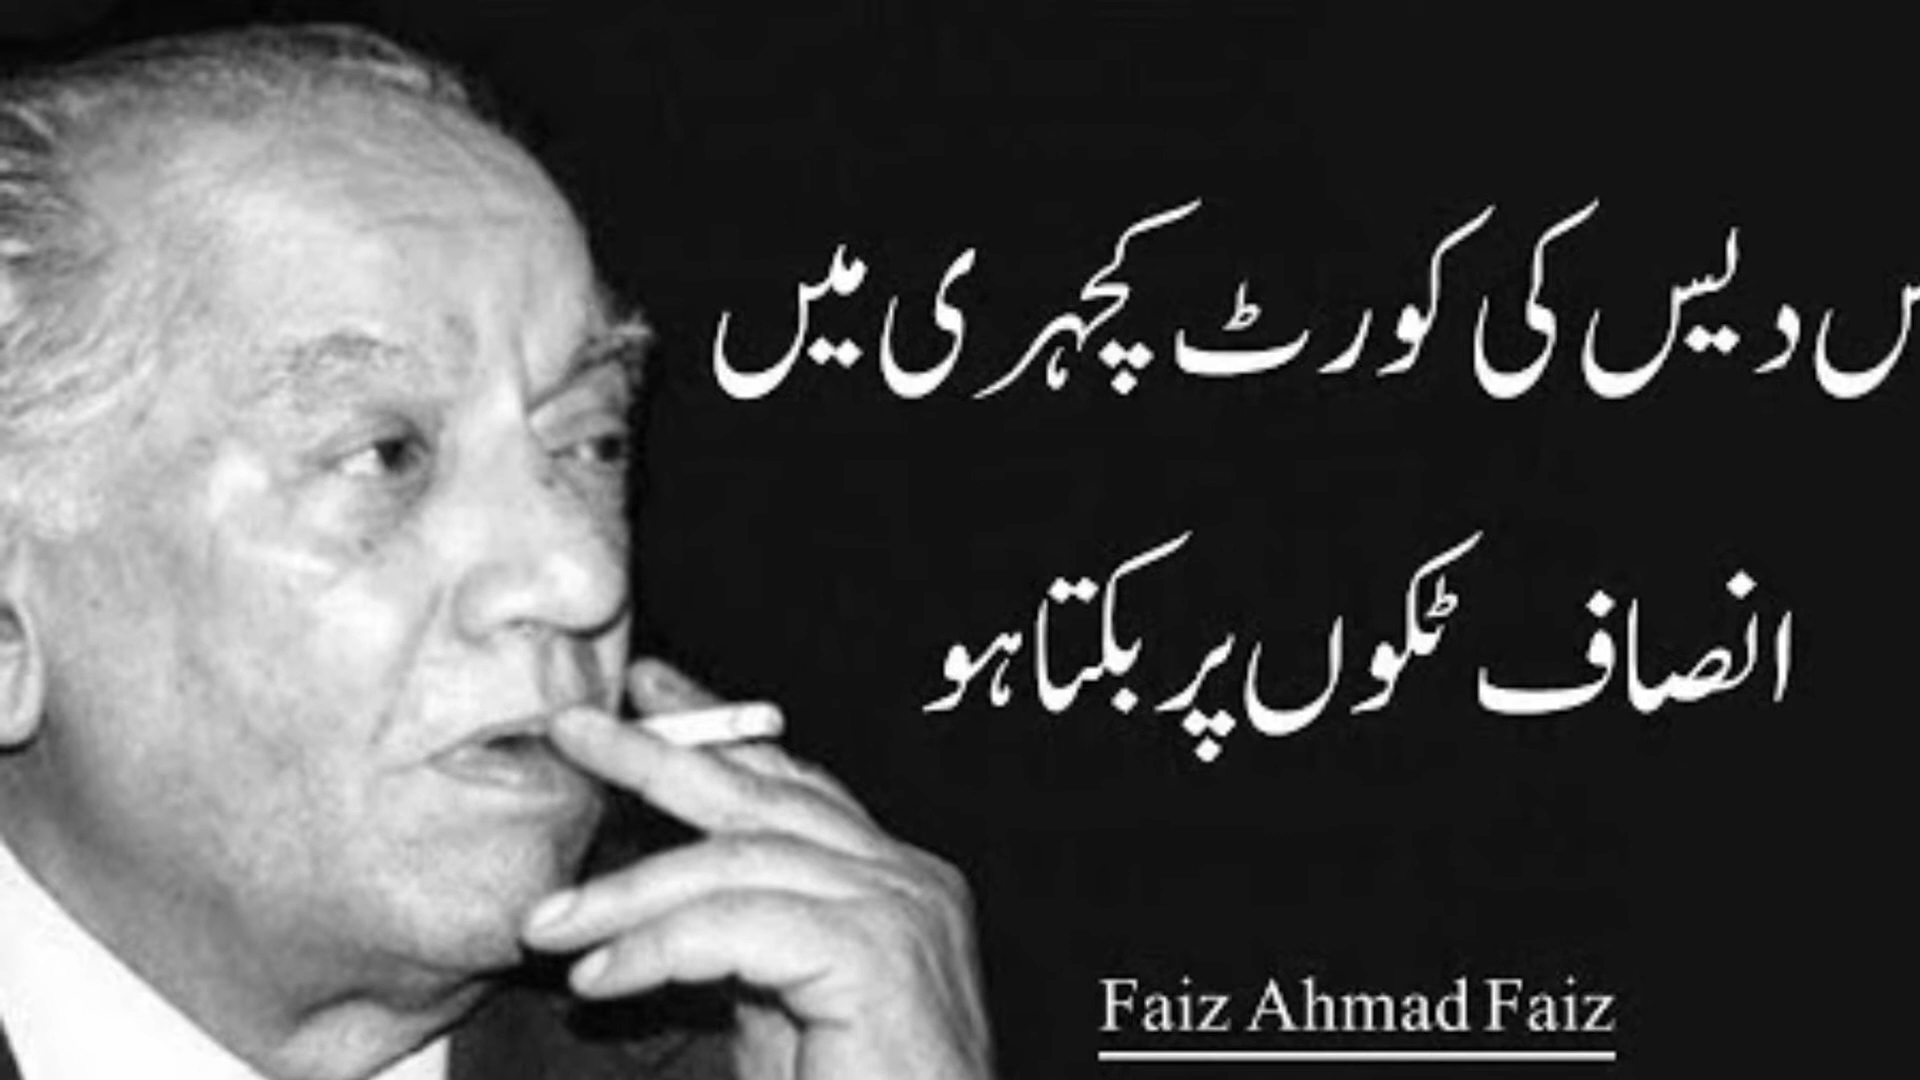 س دیس کی کورٹ کچہری میں
انصاف ٹکوں پر بکتا ہو
Faiz Ahmad Faiz